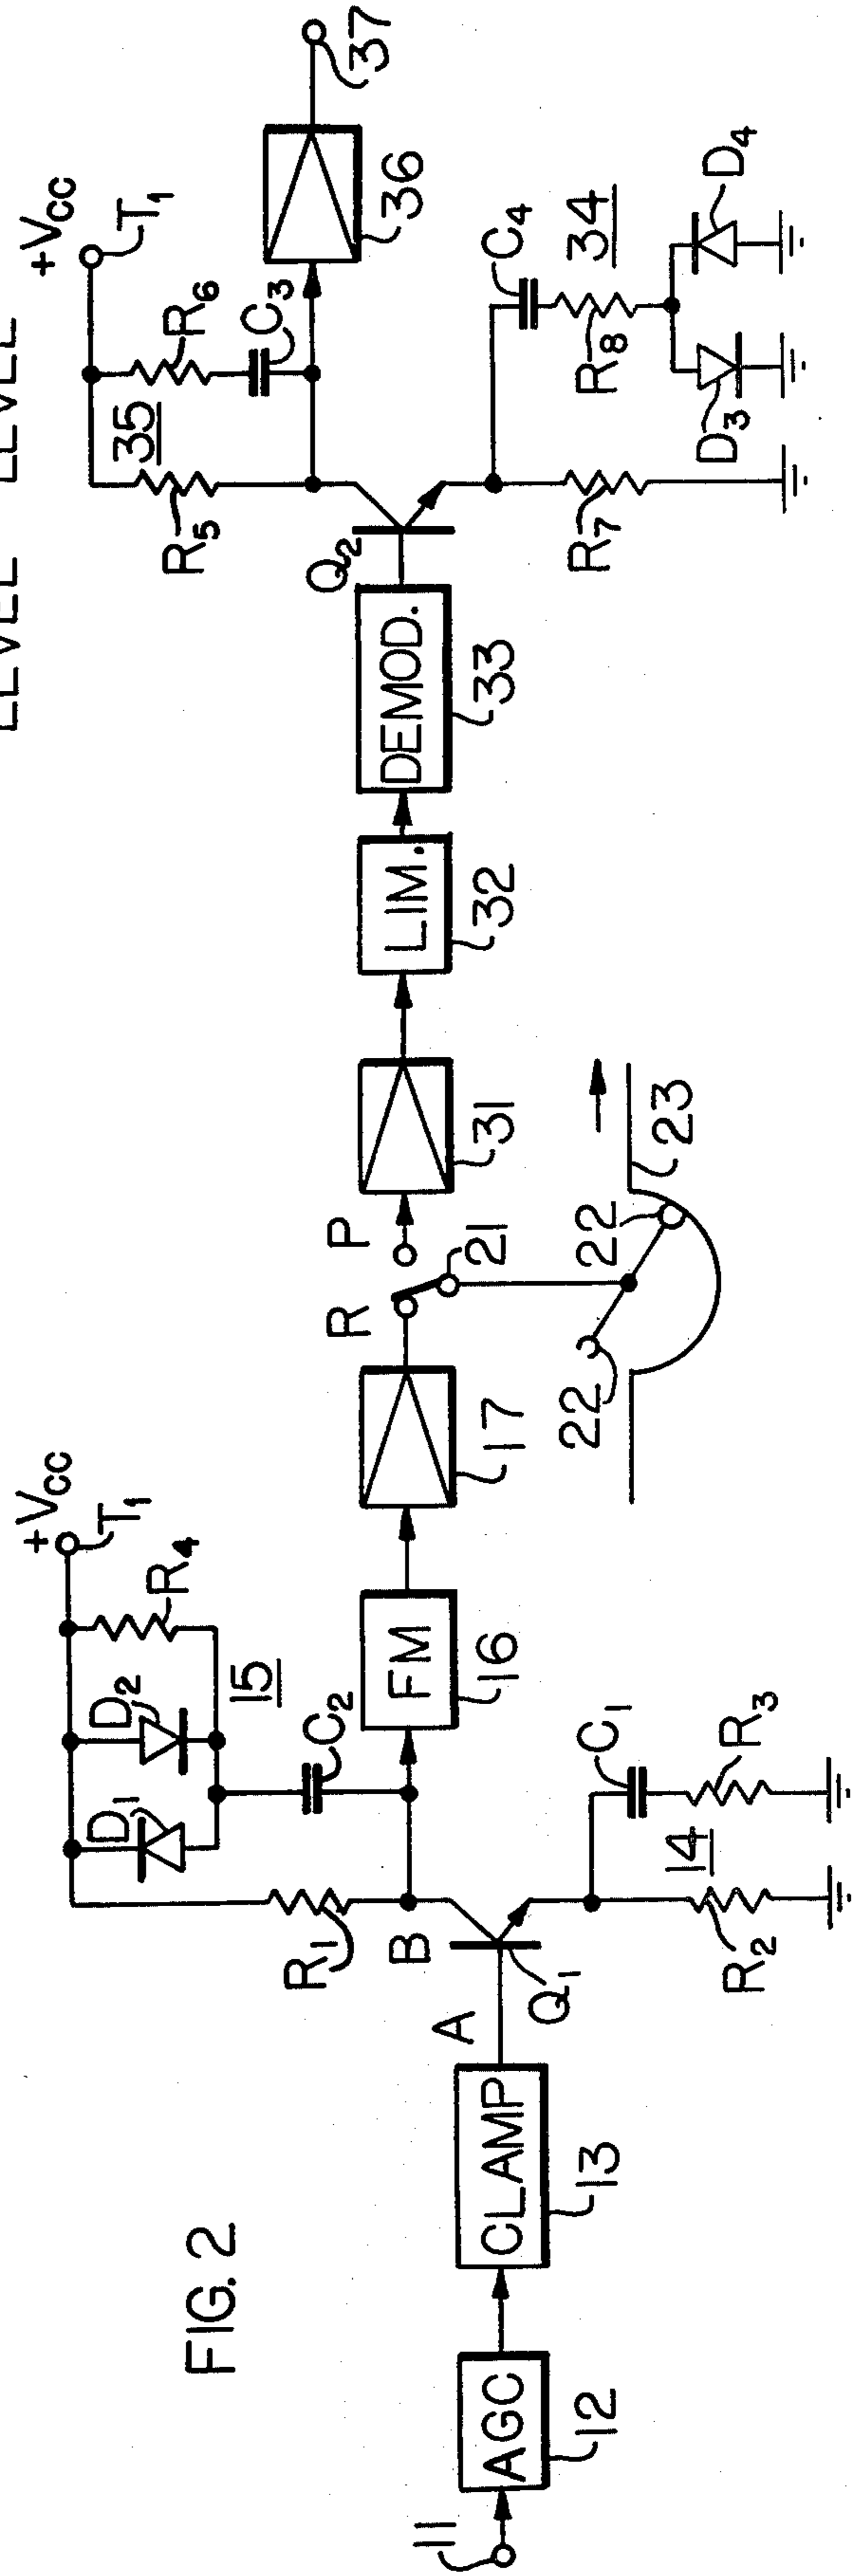 LEVEL LEVEL
FIG. 2
11
AGC
12
CLAMP
13
A
B
Q1
R1
R2
14
C1
R3
D1
D2
R4
15
C2
+VCC
T1
FM
16
17
R
P
21
22
22
23
31
LIM.
32
DEMOD.
33
Q2
R5
35
R6
C3
+VCC
T1
R7
C4
34
R8
D3
D4
36
37